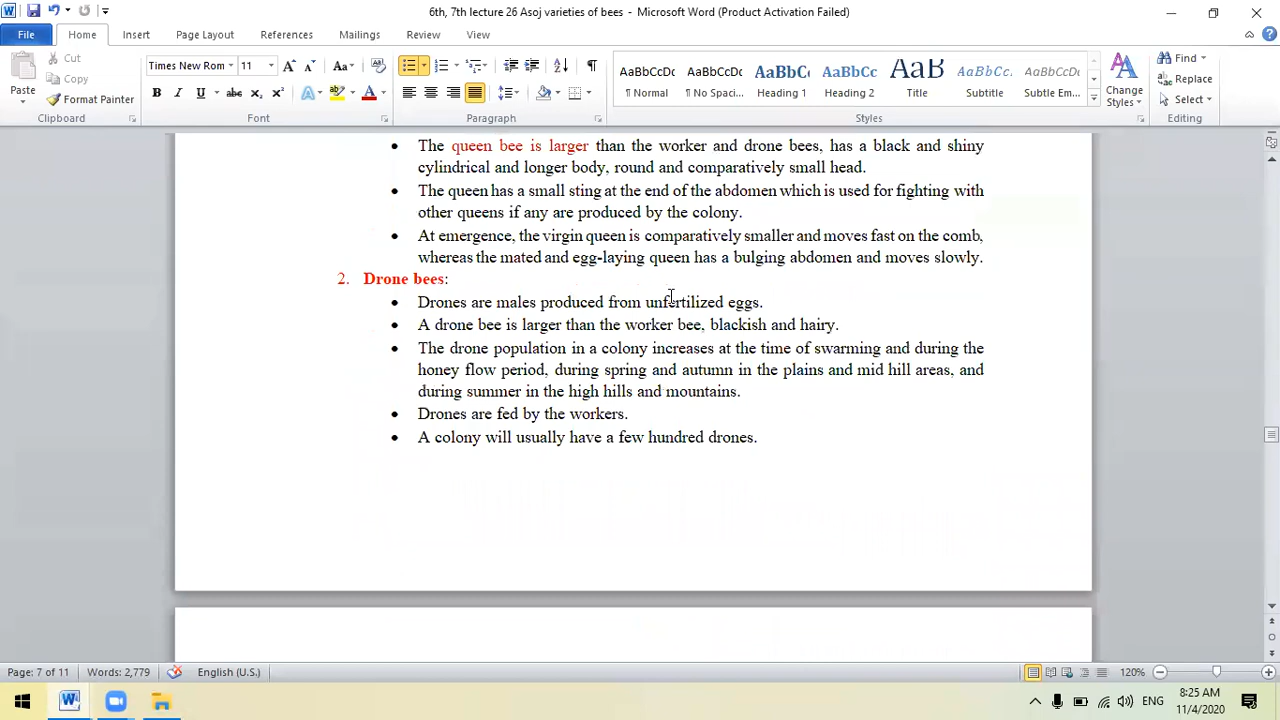 6th, 7th lecture 26 Asoj varieties of bees - Microsoft Word (Product Activation Failed)
File Home Insert Page Layout References Mailings Review View
Paste
Cut
Copy
Format Painter
Clipboard
Times New Rom 11
Font
Paragraph
AaBbCcDc AaBbCcDc AaBbC AaBbCc AaB AaBbCcI AaBbCcDc
¶ Normal ¶ No Spaci... Heading 1 Heading 2 Title Subtitle Subtle Em...
Change Styles
Styles
Find
Replace
Select
Editing
• The queen bee is larger than the worker and drone bees, has a black and shiny
cylindrical and longer body, round and comparatively small head.
• The queen has a small sting at the end of the abdomen which is used for fighting with
other queens if any are produced by the colony.
• At emergence, the virgin queen is comparatively smaller and moves fast on the comb,
whereas the mated and egg-laying queen has a bulging abdomen and moves slowly.
2. Drone bees:
• Drones are males produced from unfertilized eggs.
• A drone bee is larger than the worker bee, blackish and hairy.
• The drone population in a colony increases at the time of swarming and during the
honey flow period, during spring and autumn in the plains and mid hill areas, and
during summer in the high hills and mountains.
• Drones are fed by the workers.
• A colony will usually have a few hundred drones.
Page: 7 of 11 Words: 2,779 English (U.S.) 120%
ENG 8:25 AM
11/4/2020